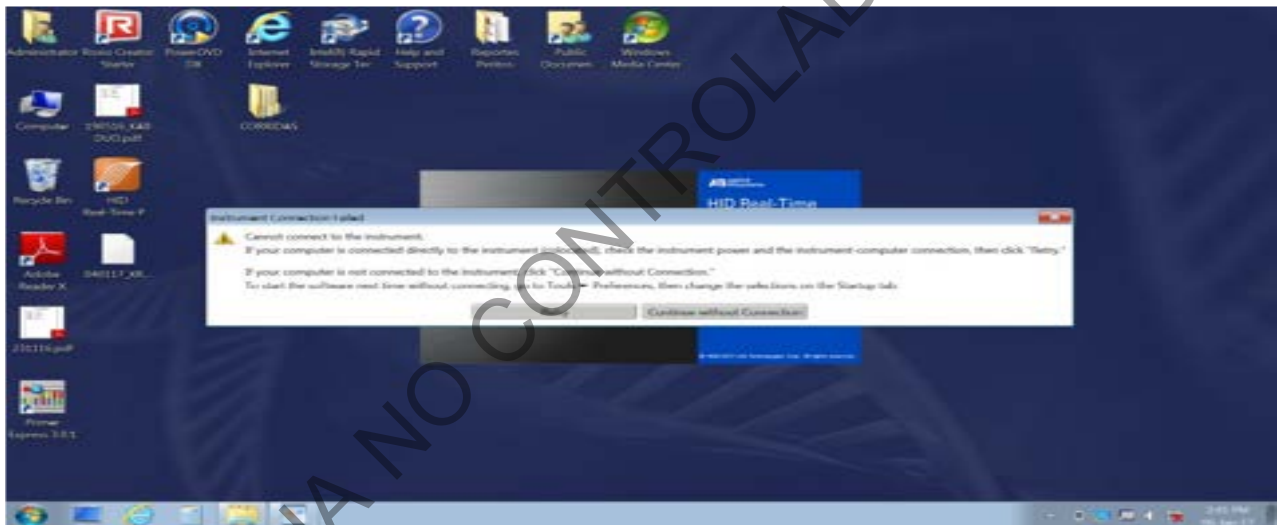 Administrator Roxio Creator Starter PowerDVD DX Internet Explorer Intel(R) Rapid Storage Tec Help and Support Reportes Peritos Public Documen Windows Media Center
Computer DUO.pdf CORRIDAS
Recycle Bin HID Real-Time P
Adobe Reader X
Primer Express 3.0.1
HID Real-Time
Instrument Connection Failed
Cannot connect to the instrument.
If your computer is connected directly to the instrument (colocated), check the instrument power and the instrument-computer connection, then click "Retry."
If your computer is not connected to the instrument, click "Continue without Connection."
To start the software next time without connecting, go to Tools ► Preferences, then change the selections on the Startup tab.
Continue without Connection
NO CONTROLAD